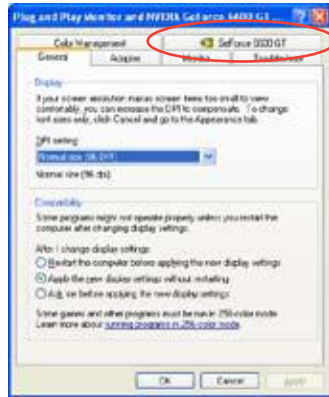 Plug and Play Monitor and NVIDIA GeForce 6600 GT ...
Color Management
GeForce 6600 GT
General
Adapter
Monitor
Troubleshoot
Display
If your screen resolution makes screen items too small to view
comfortably, you can increase the DPI to compensate. To change
font sizes only, click Cancel and go to the Appearance tab.
DPI setting:
Normal size (96 DPI)
Normal size (96 dpi)
Compatibility
Some programs might not operate properly unless you restart the
computer after changing display settings.
After I change display settings:
Restart the computer before applying the new display settings
Apply the new display settings without restarting
Ask me before applying the new display settings
Some games and other programs must be run in 256-color mode.
Learn more about running programs in 256-color mode.
OK
Cancel
Apply